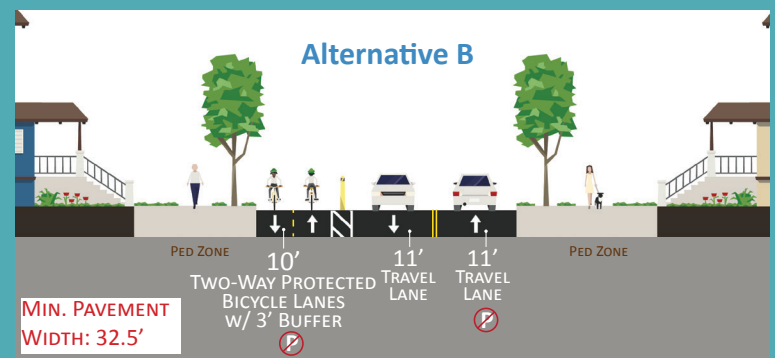 Alternative B
PED ZONE
10'
TWO-WAY PROTECTED
BICYCLE LANES
W/ 3' BUFFER
P
11'
TRAVEL
LANE
11'
TRAVEL
LANE
P
PED ZONE
MIN. PAVEMENT
WIDTH: 32.5'